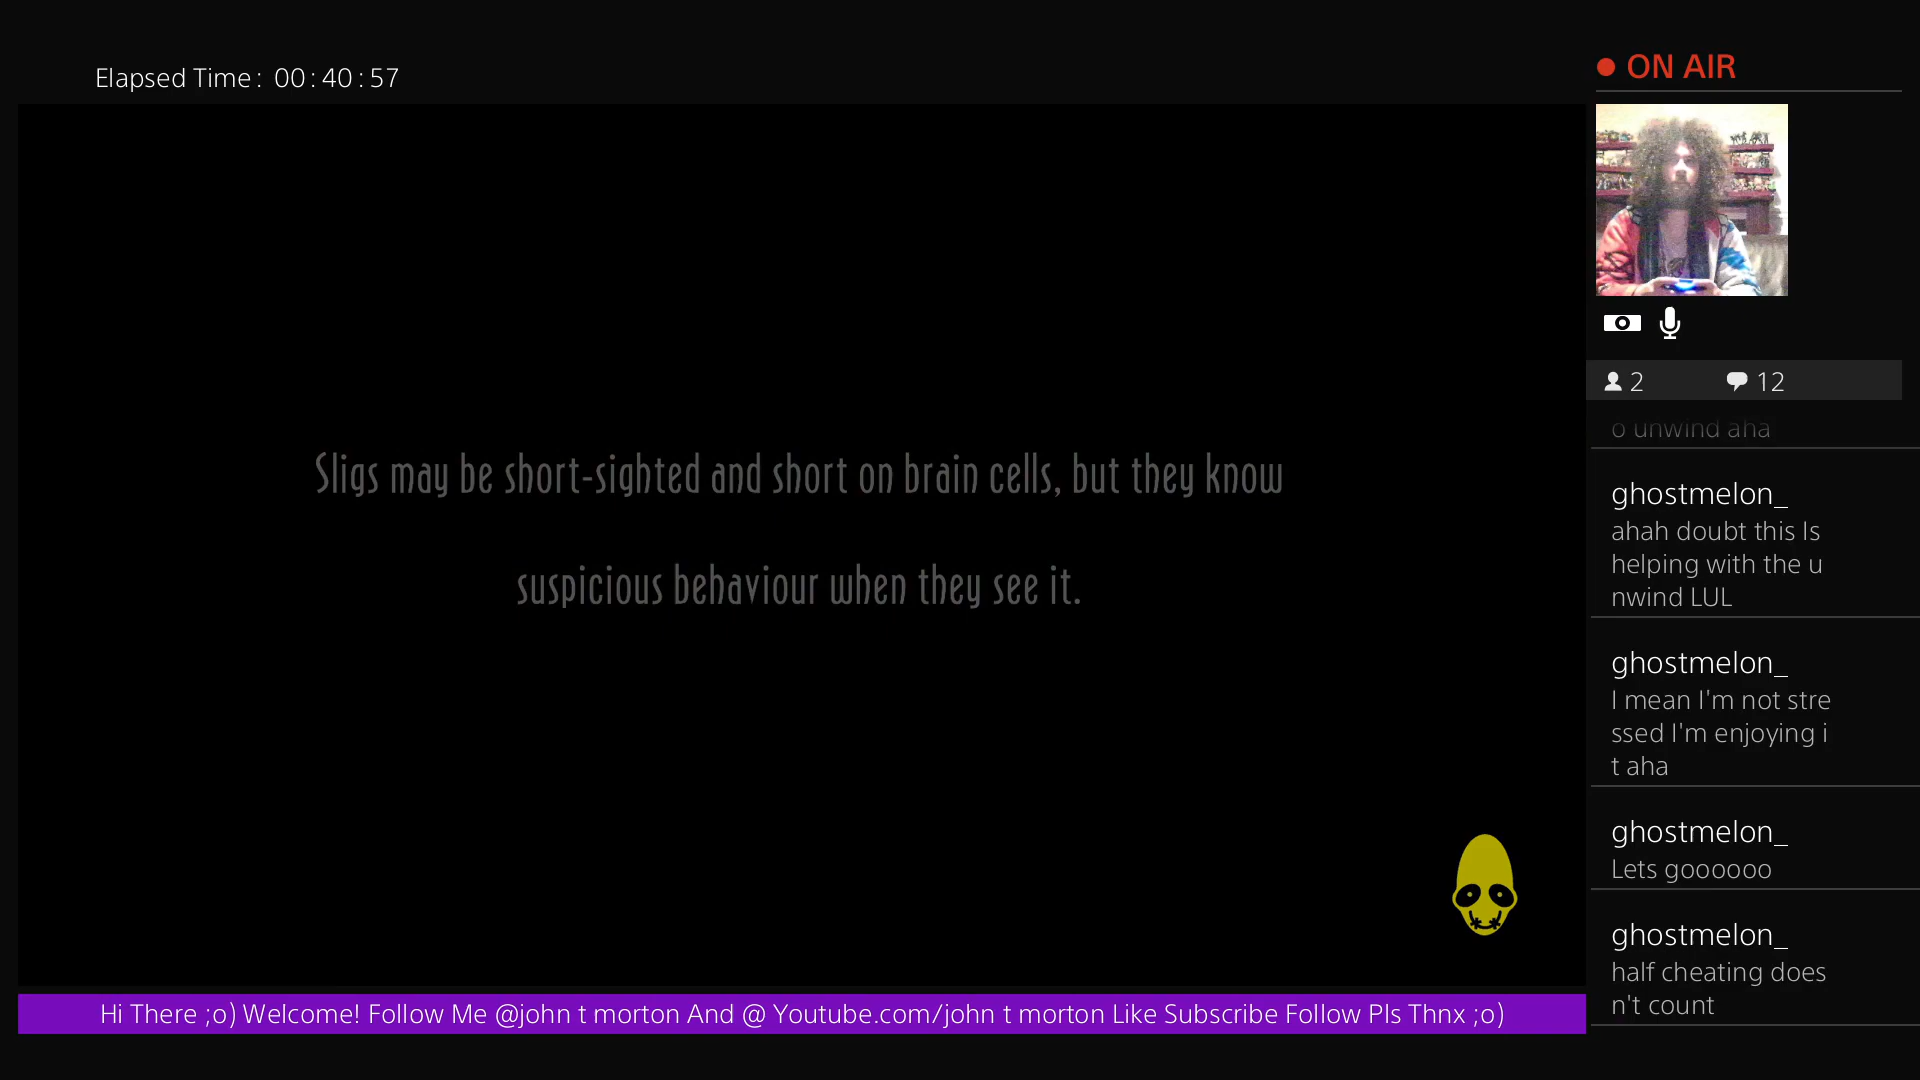 Elapsed Time: 00:40:57
ON AIR
2 12
o unwind aha
ghostmelon_
ahah doubt this Is
helping with the u
nwind LUL
ghostmelon_
I mean I'm not stre
ssed I'm enjoying i
t aha
ghostmelon_
Lets goooooo
ghostmelon_
half cheating does
n't count
Sligs may be short-sighted and short on brain cells, but they know
suspicious behaviour when they see it.
Hi There ;o) Welcome! Follow Me @john t morton And @ Youtube.com/john t morton Like Subscribe Follow Pls Thnx ;o)